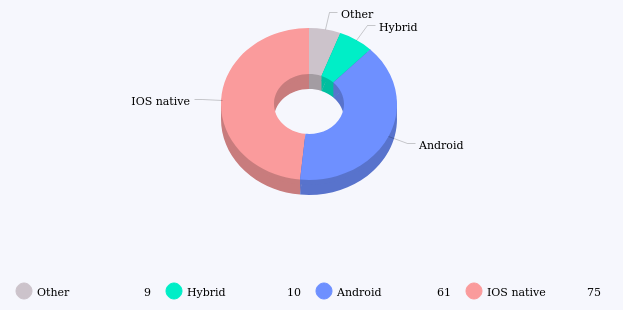 Other
Hybrid
IOS native
Android
Other 9 Hybrid 10 Android 61 IOS native 75